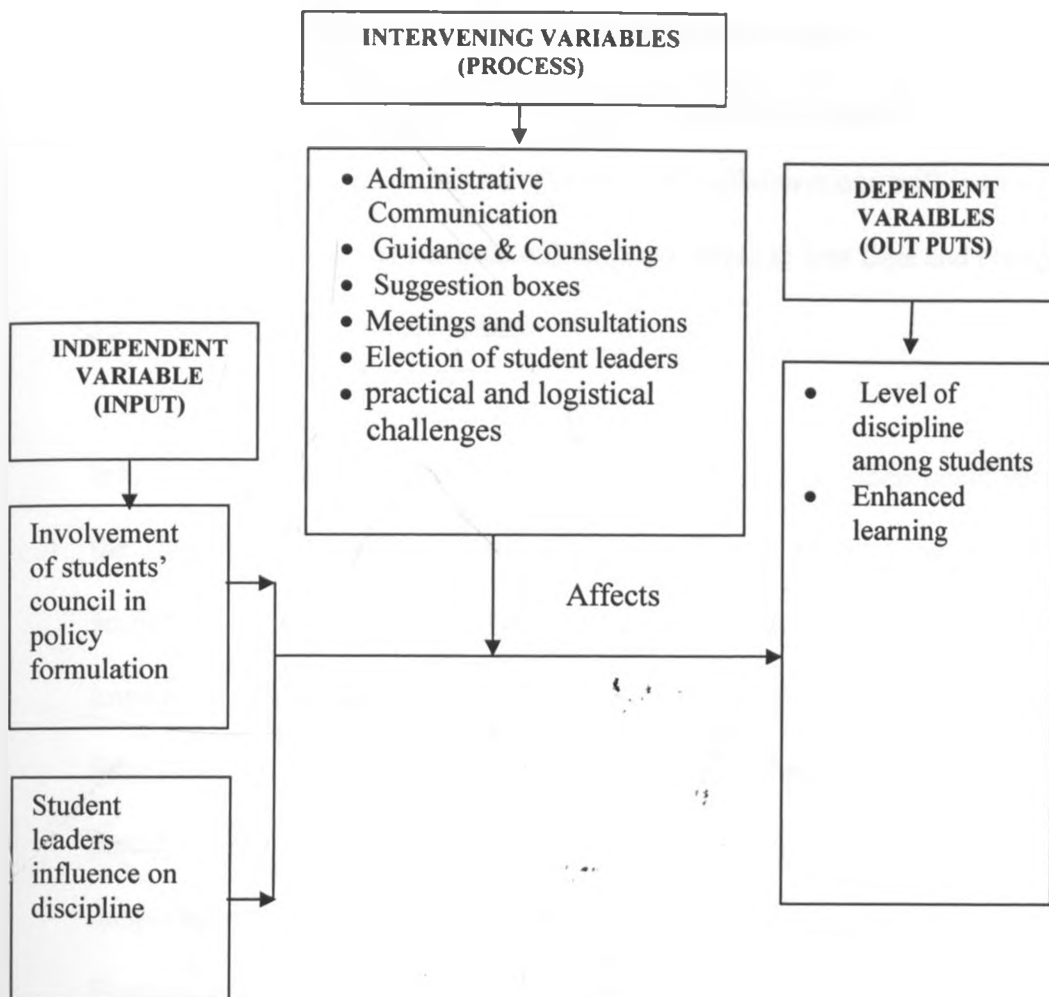 INTERVENING VARIABLES
(PROCESS)
• Administrative
Communication
• Guidance & Counseling
• Suggestion boxes
• Meetings and consultations
• Election of student leaders
• practical and logistical
challenges
DEPENDENT
VARAIBLES
(OUT PUTS)
INDEPENDENT
VARIABLE
(INPUT)
• Level of
discipline
among students
• Enhanced
learning
Involvement
of students’
council in
policy
formulation
Affects
Student
leaders
influence on
discipline